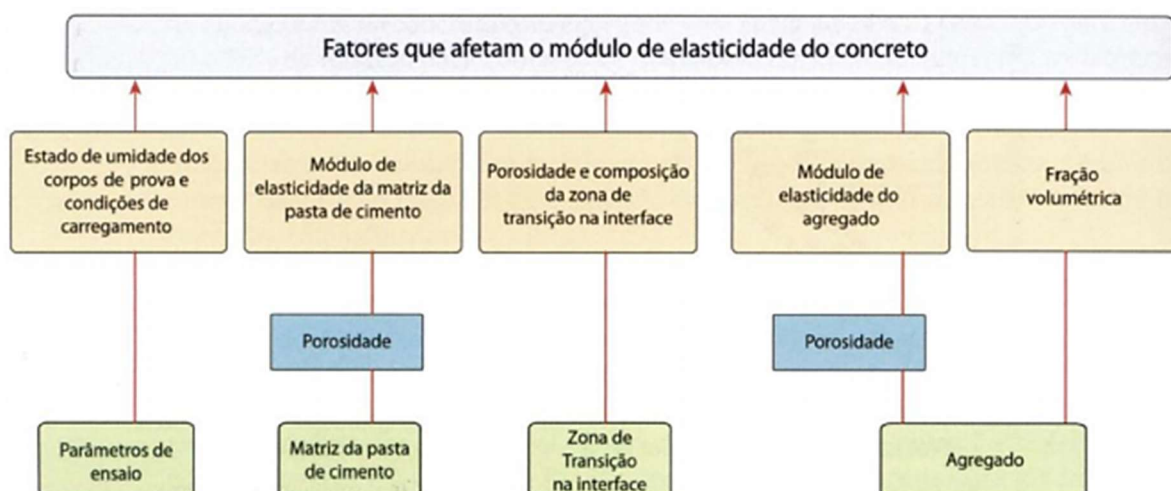 Fatores que afetam o módulo de elasticidade do concreto
Estado de umidade dos
corpos de prova e
condições de
carregamento
Módulo de
elasticidade da matriz da
pasta de cimento
Porosidade e composição
da zona de
transição na interface
Módulo de
elasticidade do
agregado
Fração
volumétrica
Porosidade
Porosidade
Parâmetros de
ensaio
Matriz da pasta
de cimento
Zona de
Transição
na interface
Agregado